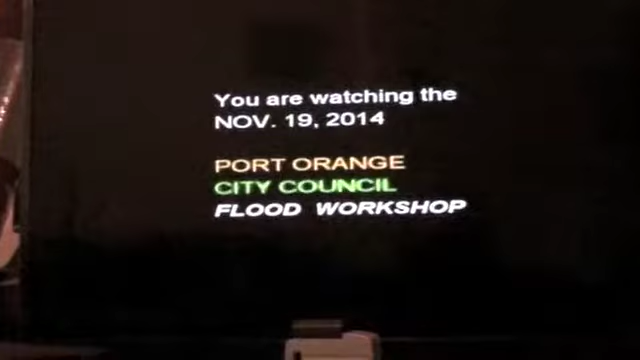 You are watching the
NOV. 19, 2014
PORT ORANGE
CITY COUNCIL
FLOOD WORKSHOP